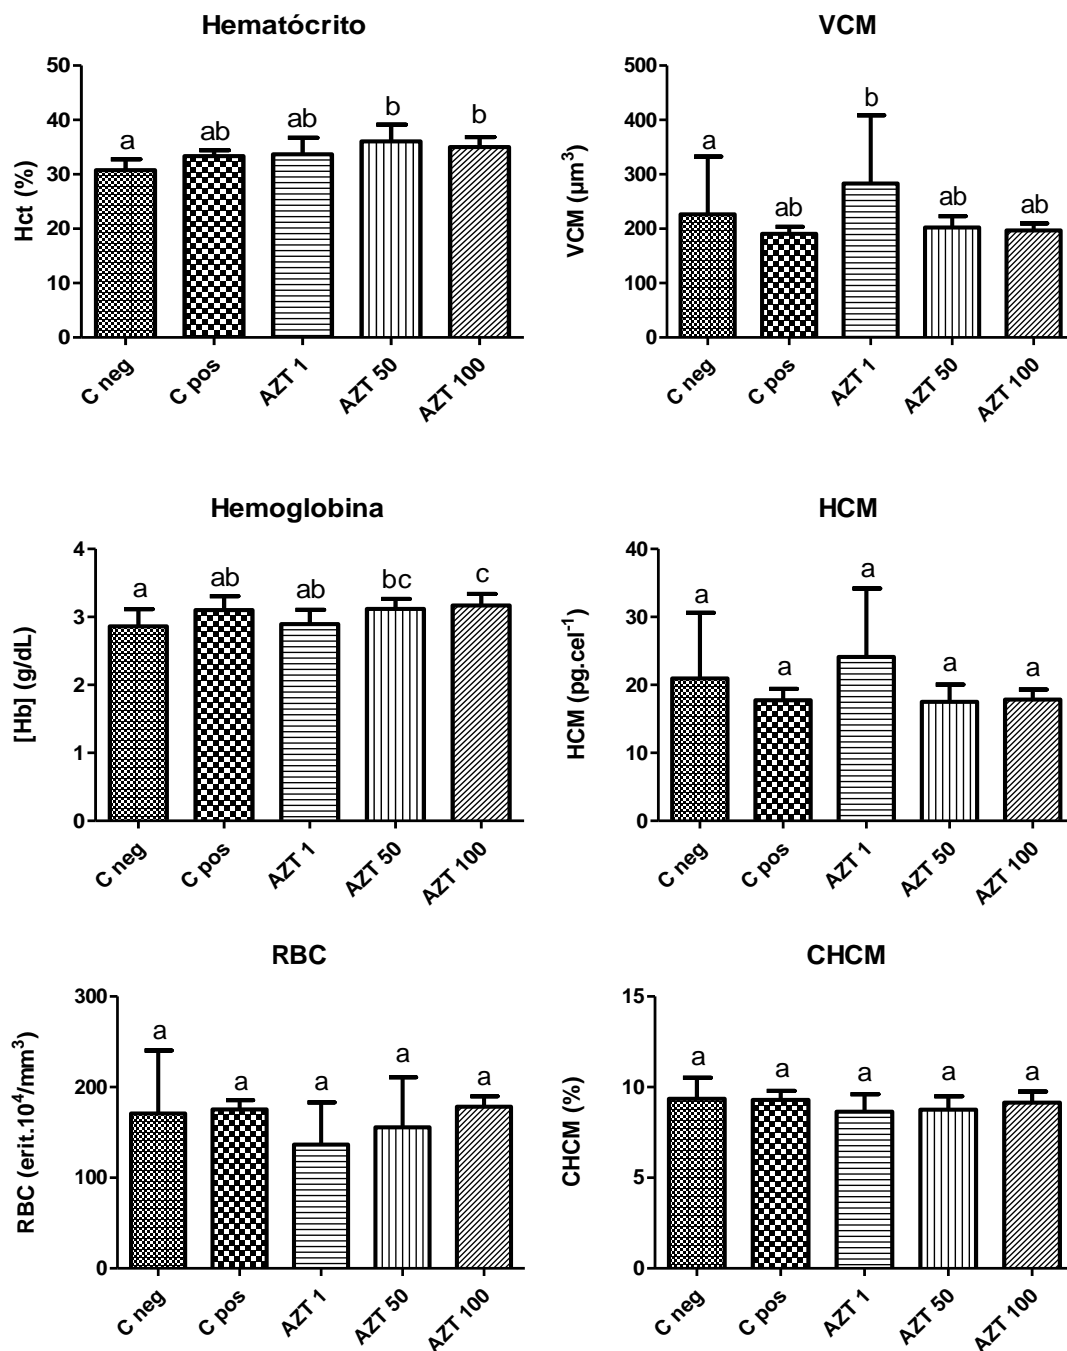 Hematócrito
Hct (%)
50
40
30
20
10
0
a
ab
ab
b
b
C neg
C pos
AZT 1
AZT 50
AZT 100
VCM
VCM (µm³)
500
400
300
200
100
0
a
ab
b
ab
ab
C neg
C pos
AZT 1
AZT 50
AZT 100
Hemoglobina
[Hb] (g/dL)
4
3
2
1
0
a
ab
ab
bc
c
C neg
C pos
AZT 1
AZT 50
AZT 100
HCM
HCM (pg.cel⁻¹)
40
30
20
10
0
a
a
a
a
a
C neg
C pos
AZT 1
AZT 50
AZT 100
RBC
RBC (erit.10⁴/mm³)
300
200
100
0
a
a
a
a
a
C neg
C pos
AZT 1
AZT 50
AZT 100
CHCM
CHCM (%)
15
10
5
0
a
a
a
a
a
C neg
C pos
AZT 1
AZT 50
AZT 100